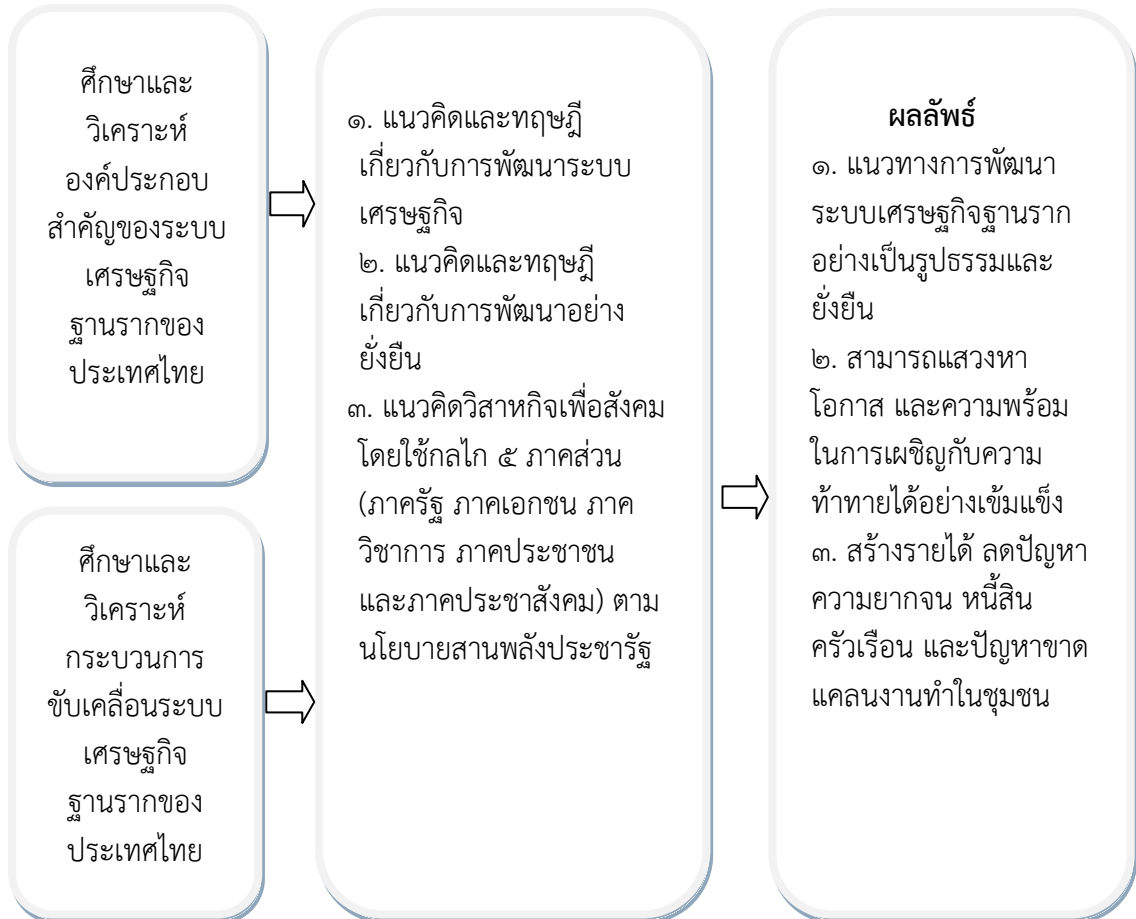 ศึกษาและ
วิเคราะห์
องค์ประกอบ
สำคัญของระบบ
เศรษฐกิจ
ฐานรากของ
ประเทศไทย
ศึกษาและ
วิเคราะห์
กระบวนการ
ขับเคลื่อนระบบ
เศรษฐกิจ
ฐานรากของ
ประเทศไทย
๑. แนวคิดและทฤษฎี
เกี่ยวกับการพัฒนาระบบ
เศรษฐกิจ
๒. แนวคิดและทฤษฎี
เกี่ยวกับการพัฒนาอย่าง
ยั่งยืน
๓. แนวคิดวิสาหกิจเพื่อสังคม
โดยใช้กลไก ๕ ภาคส่วน
(ภาครัฐ ภาคเอกชน ภาค
วิชาการ ภาคประชาชน
และภาคประชาสังคม) ตาม
นโยบายสานพลังประชารัฐ
ผลลัพธ์
๑. แนวทางการพัฒนา
ระบบเศรษฐกิจฐานราก
อย่างเป็นรูปธรรมและ
ยั่งยืน
๒. สามารถแสวงหา
โอกาส และความพร้อม
ในการเผชิญกับความ
ท้าทายได้อย่างเข้มแข็ง
๓. สร้างรายได้ ลดปัญหา
ความยากจน หนี้สิน
ครัวเรือน และปัญหาขาด
แคลนงานทำในชุมชน